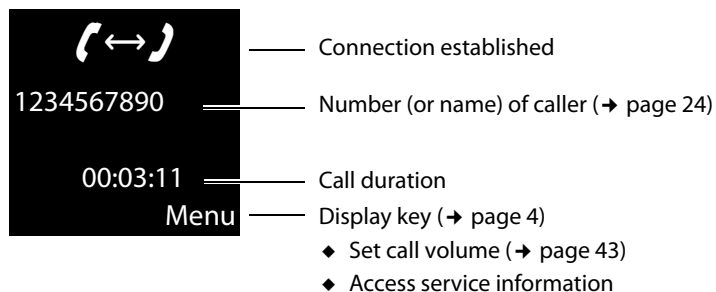 Connection established
1234567890 Number (or name) of caller (➔ page 24)
00:03:11 Call duration
Menu Display key (➔ page 4)
◆ Set call volume (➔ page 43)
◆ Access service information